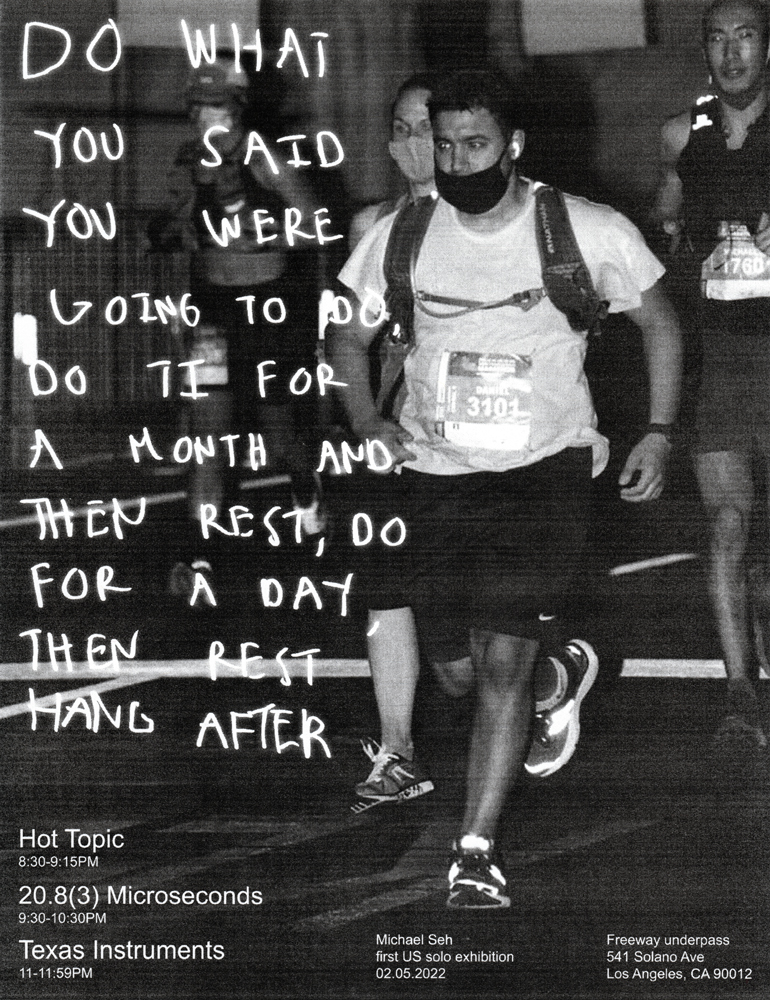 DO WHAT
YOU SAID
YOU WERE
GOING TO DO,
DO TI FOR
A MONTH AND
THEN REST, DO
FOR A DAY,
THEN REST
HANG AFTER
DANIEL
3101
1760
Hot Topic
8:30-9:15PM
20.8(3) Microseconds
9:30-10:30PM
Texas Instruments
11-11:59PM
Michael Seh
first US solo exhibition
02.05.2022
Freeway underpass
541 Solano Ave
Los Angeles, CA 90012